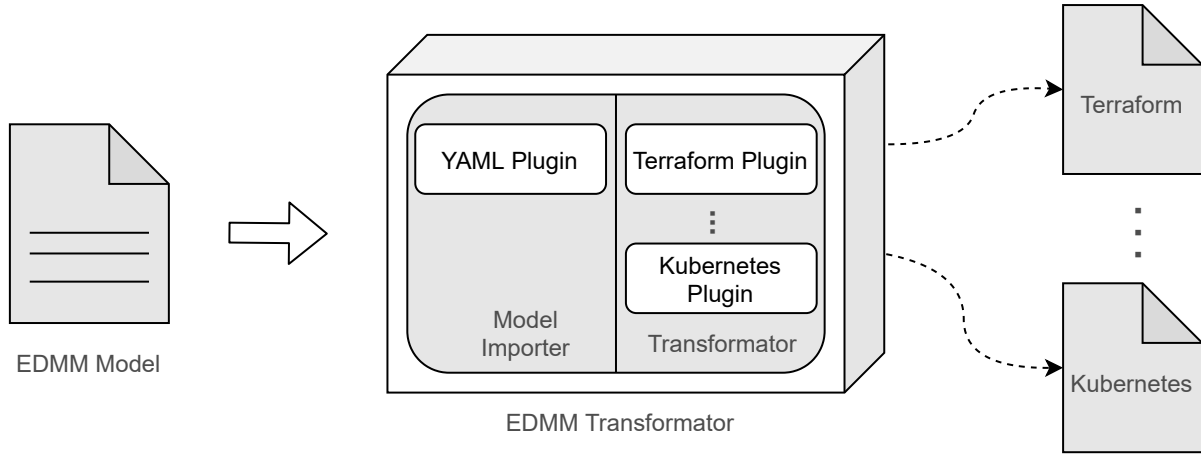 EDMM Model
YAML Plugin
Model
Importer
Terraform Plugin
Kubernetes
Plugin
Transformator
EDMM Transformator
Terraform
Kubernetes